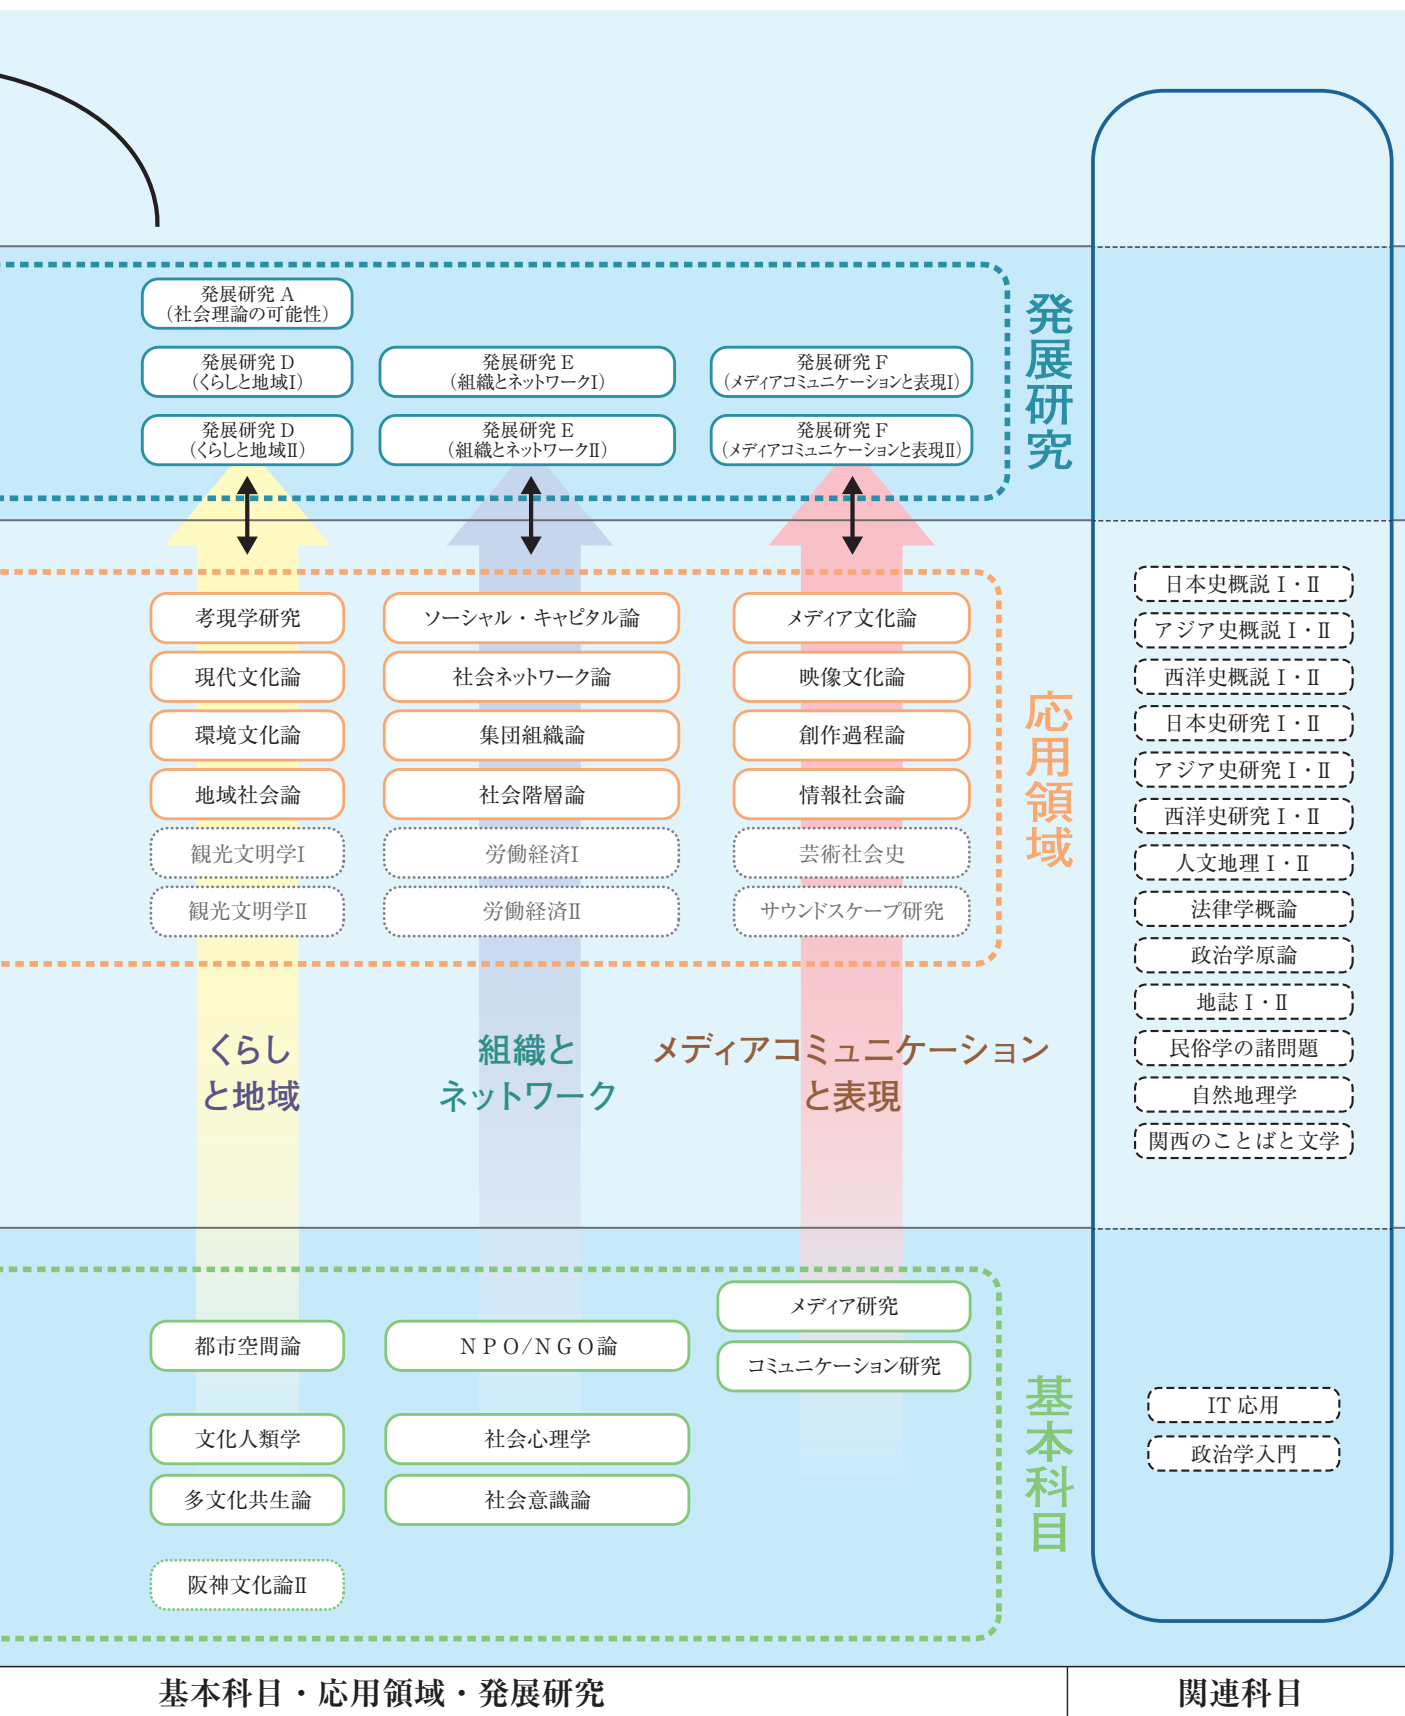 発展研究 A
（社会理論の可能性）
発展研究 D
（くらしと地域Ⅰ）
発展研究 E
（組織とネットワークⅠ）
発展研究 F
（メディアコミュニケーションと表現Ⅰ）
発展研究 D
（くらしと地域Ⅱ）
発展研究 E
（組織とネットワークⅡ）
発展研究 F
（メディアコミュニケーションと表現Ⅱ）
発展研究
考現学研究
現代文化論
環境文化論
地域社会論
観光文明学Ⅰ
観光文明学Ⅱ
ソーシャル・キャピタル論
社会ネットワーク論
集団組織論
社会階層論
労働経済Ⅰ
労働経済Ⅱ
メディア文化論
映像文化論
創作過程論
情報社会論
芸術社会史
サウンドスケープ研究
応用領域
くらし
と地域
組織と
ネットワーク
メディアコミュニケーション
と表現
都市空間論
文化人類学
多文化共生論
阪神文化論Ⅱ
ＮＰＯ/ＮＧＯ論
社会心理学
社会意識論
メディア研究
コミュニケーション研究
基本科目
日本史概説Ⅰ・Ⅱ
アジア史概説Ⅰ・Ⅱ
西洋史概説Ⅰ・Ⅱ
日本史研究Ⅰ・Ⅱ
アジア史研究Ⅰ・Ⅱ
西洋史研究Ⅰ・Ⅱ
人文地理Ⅰ・Ⅱ
法律学概論
政治学原論
地誌Ⅰ・Ⅱ
民俗学の諸問題
自然地理学
関西のことばと文学
IT 応用
政治学入門
基本科目・応用領域・発展研究
関連科目